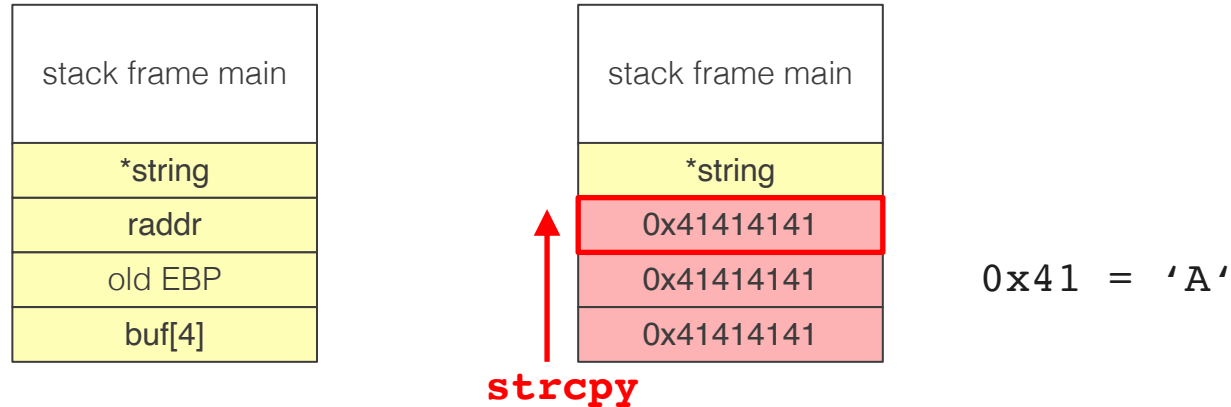 stack frame main
*string
raddr
old EBP
buf[4]
stack frame main
*string
0x41414141
0x41414141
0x41414141
strcpy
0x41 = ‘A‘